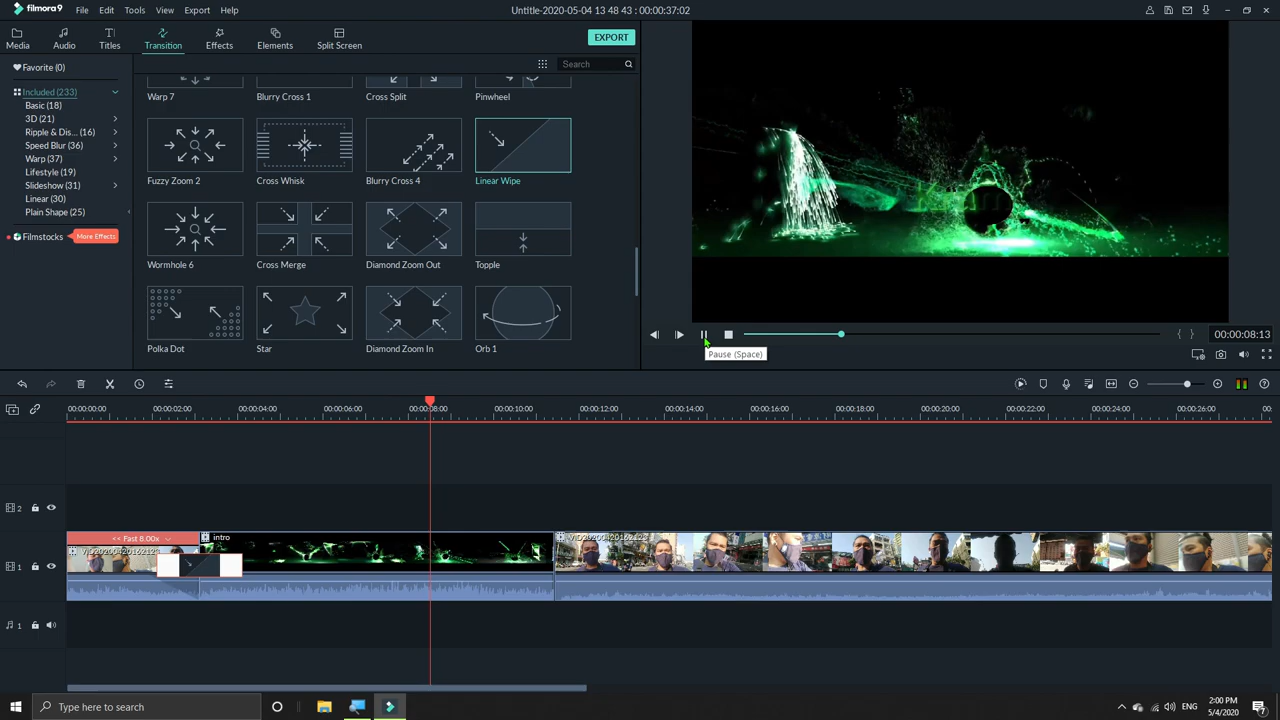 filmora9
File Edit Tools View Export Help
Untitle-2020-05-04 13 48 43 : 00:00:37:02
Media Audio Titles Transition Effects Elements Split Screen
EXPORT
Favorite (0)
Search
Included (233)
Basic (18)
3D (21)
Ripple & Dis... (16)
Speed Blur (36)
Warp (37)
Lifestyle (19)
Slideshow (31)
Linear (30)
Plain Shape (25)
Filmstocks
More Effects
Warp 7 Blurry Cross 1 Cross Split Pinwheel
Fuzzy Zoom 2 Cross Whisk Blurry Cross 4 Linear Wipe
Wormhole 6 Cross Merge Diamond Zoom Out Topple
Polka Dot Star Diamond Zoom In Orb 1
00:00:08:13
Pause (Space)
00:00:00:00 00:00:02:00 00:00:04:00 00:00:06:00 00:00:08:00 00:00:10:00 00:00:12:00 00:00:14:00 00:00:16:00 00:00:18:00 00:00:20:00 00:00:22:00 00:00:24:00 00:00:26:00 00:
2
<< Fast 8.00x
intro
VID20200420162123
VID20200420162123
1
1
Type here to search
ENG
2:00 PM
5/4/2020
7